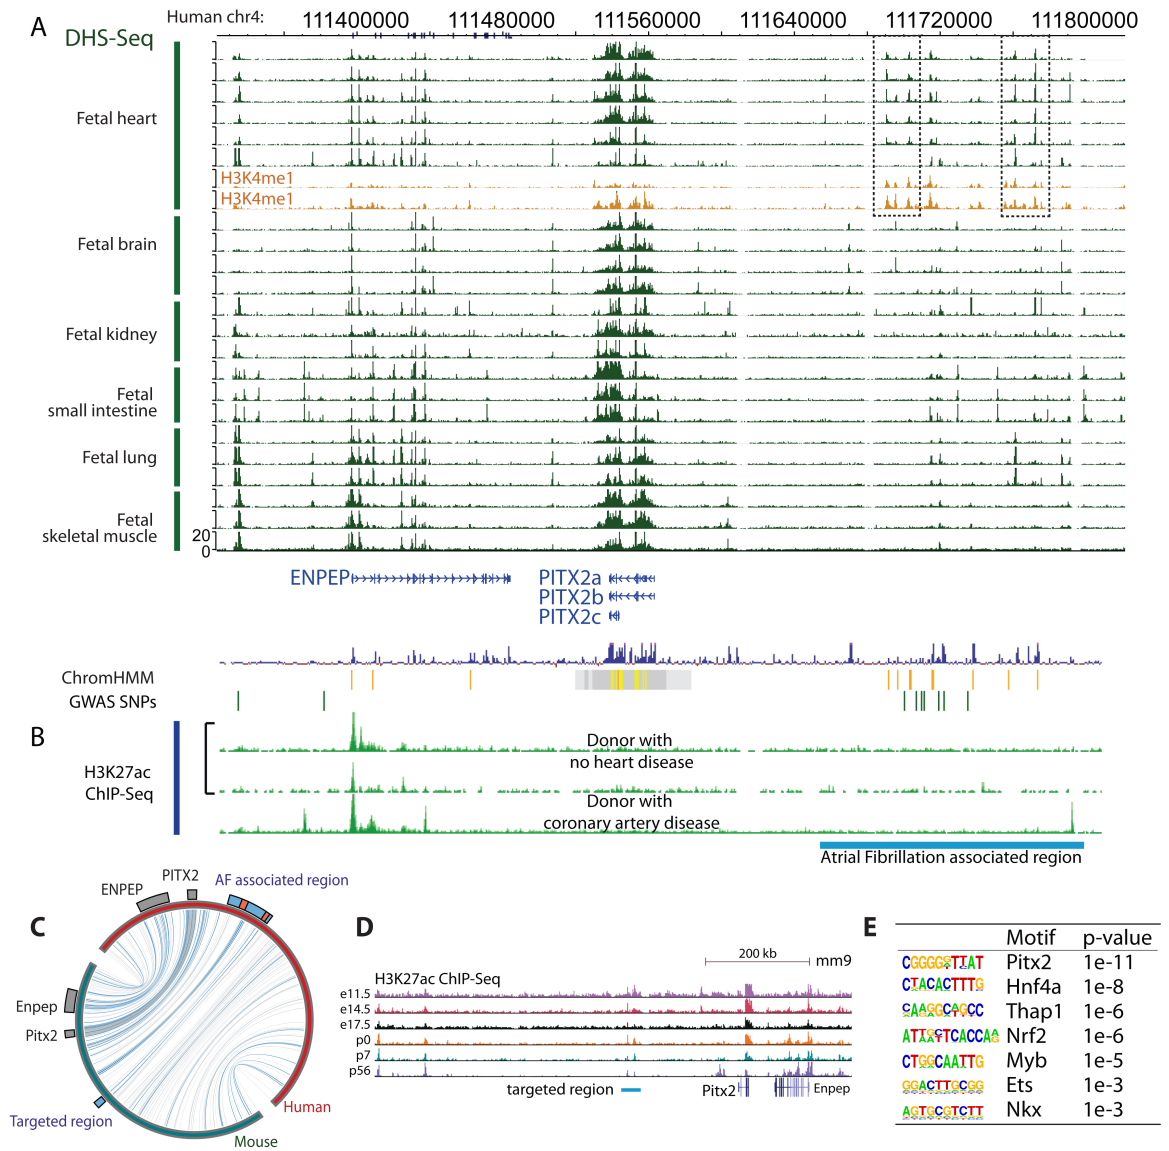 A
Human chr4:
111400000 111480000 111560000 111640000 111720000 111800000
DHS-Seq
Fetal heart
H3K4me1
H3K4me1
Fetal brain
Fetal kidney
Fetal
small intestine
Fetal lung
Fetal
skeletal muscle
20
0
ENPEP
PITX2a
PITX2b
PITX2c
ChromHMM
GWAS SNPs
B
H3K27ac
ChIP-Seq
Donor with
no heart disease
Donor with
coronary artery disease
Atrial Fibrillation associated region
C
ENPEP
PITX2
AF associated region
Enpep
Pitx2
Targeted region
Human
Mouse
D
200 kb
mm9
H3K27ac ChIP-Seq
e11.5
e14.5
e17.5
p0
p7
p56
targeted region
Pitx2
Enpep
E
Motif p-value
Pitx2 1e-11
Hnf4a 1e-8
Thap1 1e-6
Nrf2 1e-6
Myb 1e-5
Ets 1e-3
Nkx 1e-3